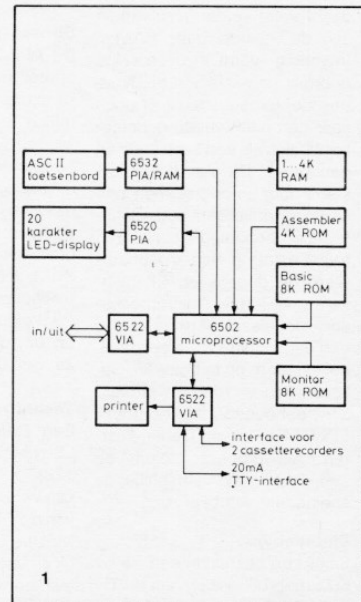 ASC II
toetsenbord
6532
PIA/RAM
1...4K
RAM
20
karakter
LED-display
6520
PIA
Assembler
4K ROM
Basic
8K ROM
in/uit
6522
VIA
6502
microprocessor
Monitor
8K ROM
printer
6522
VIA
interface voor
2 cassetterecorders
20mA
TTY-interface
1